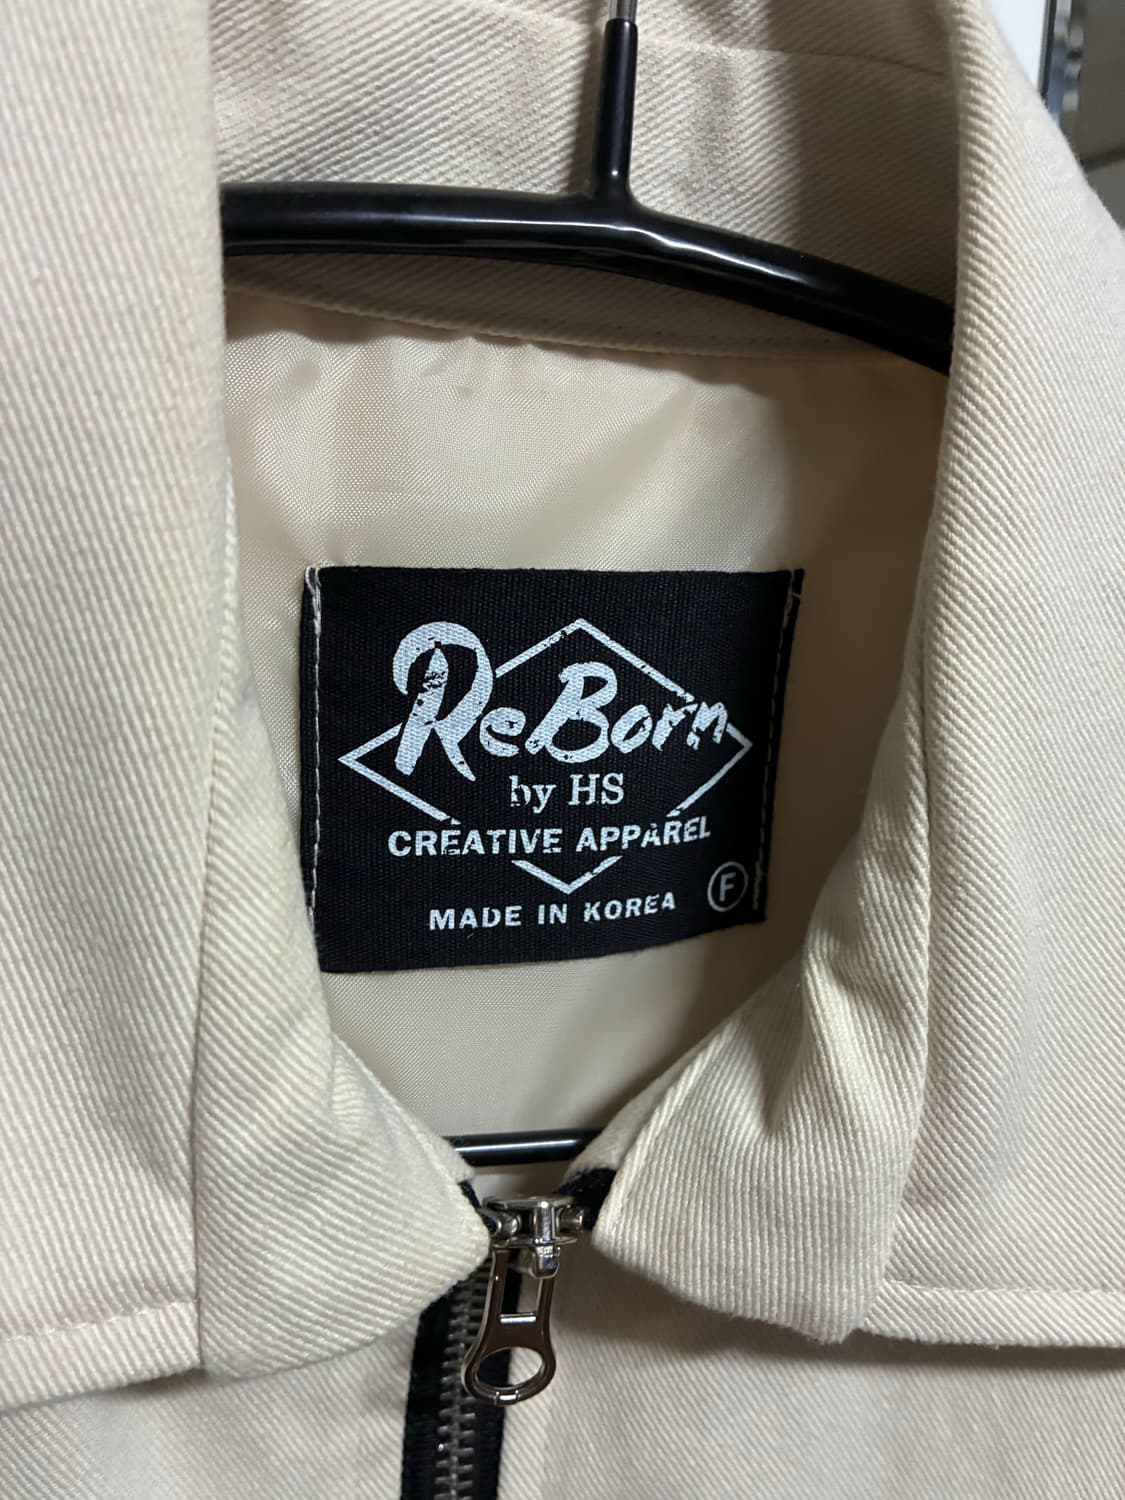 ReBorn
by HS
CREATIVE APPAREL
MADE IN KOREA
F